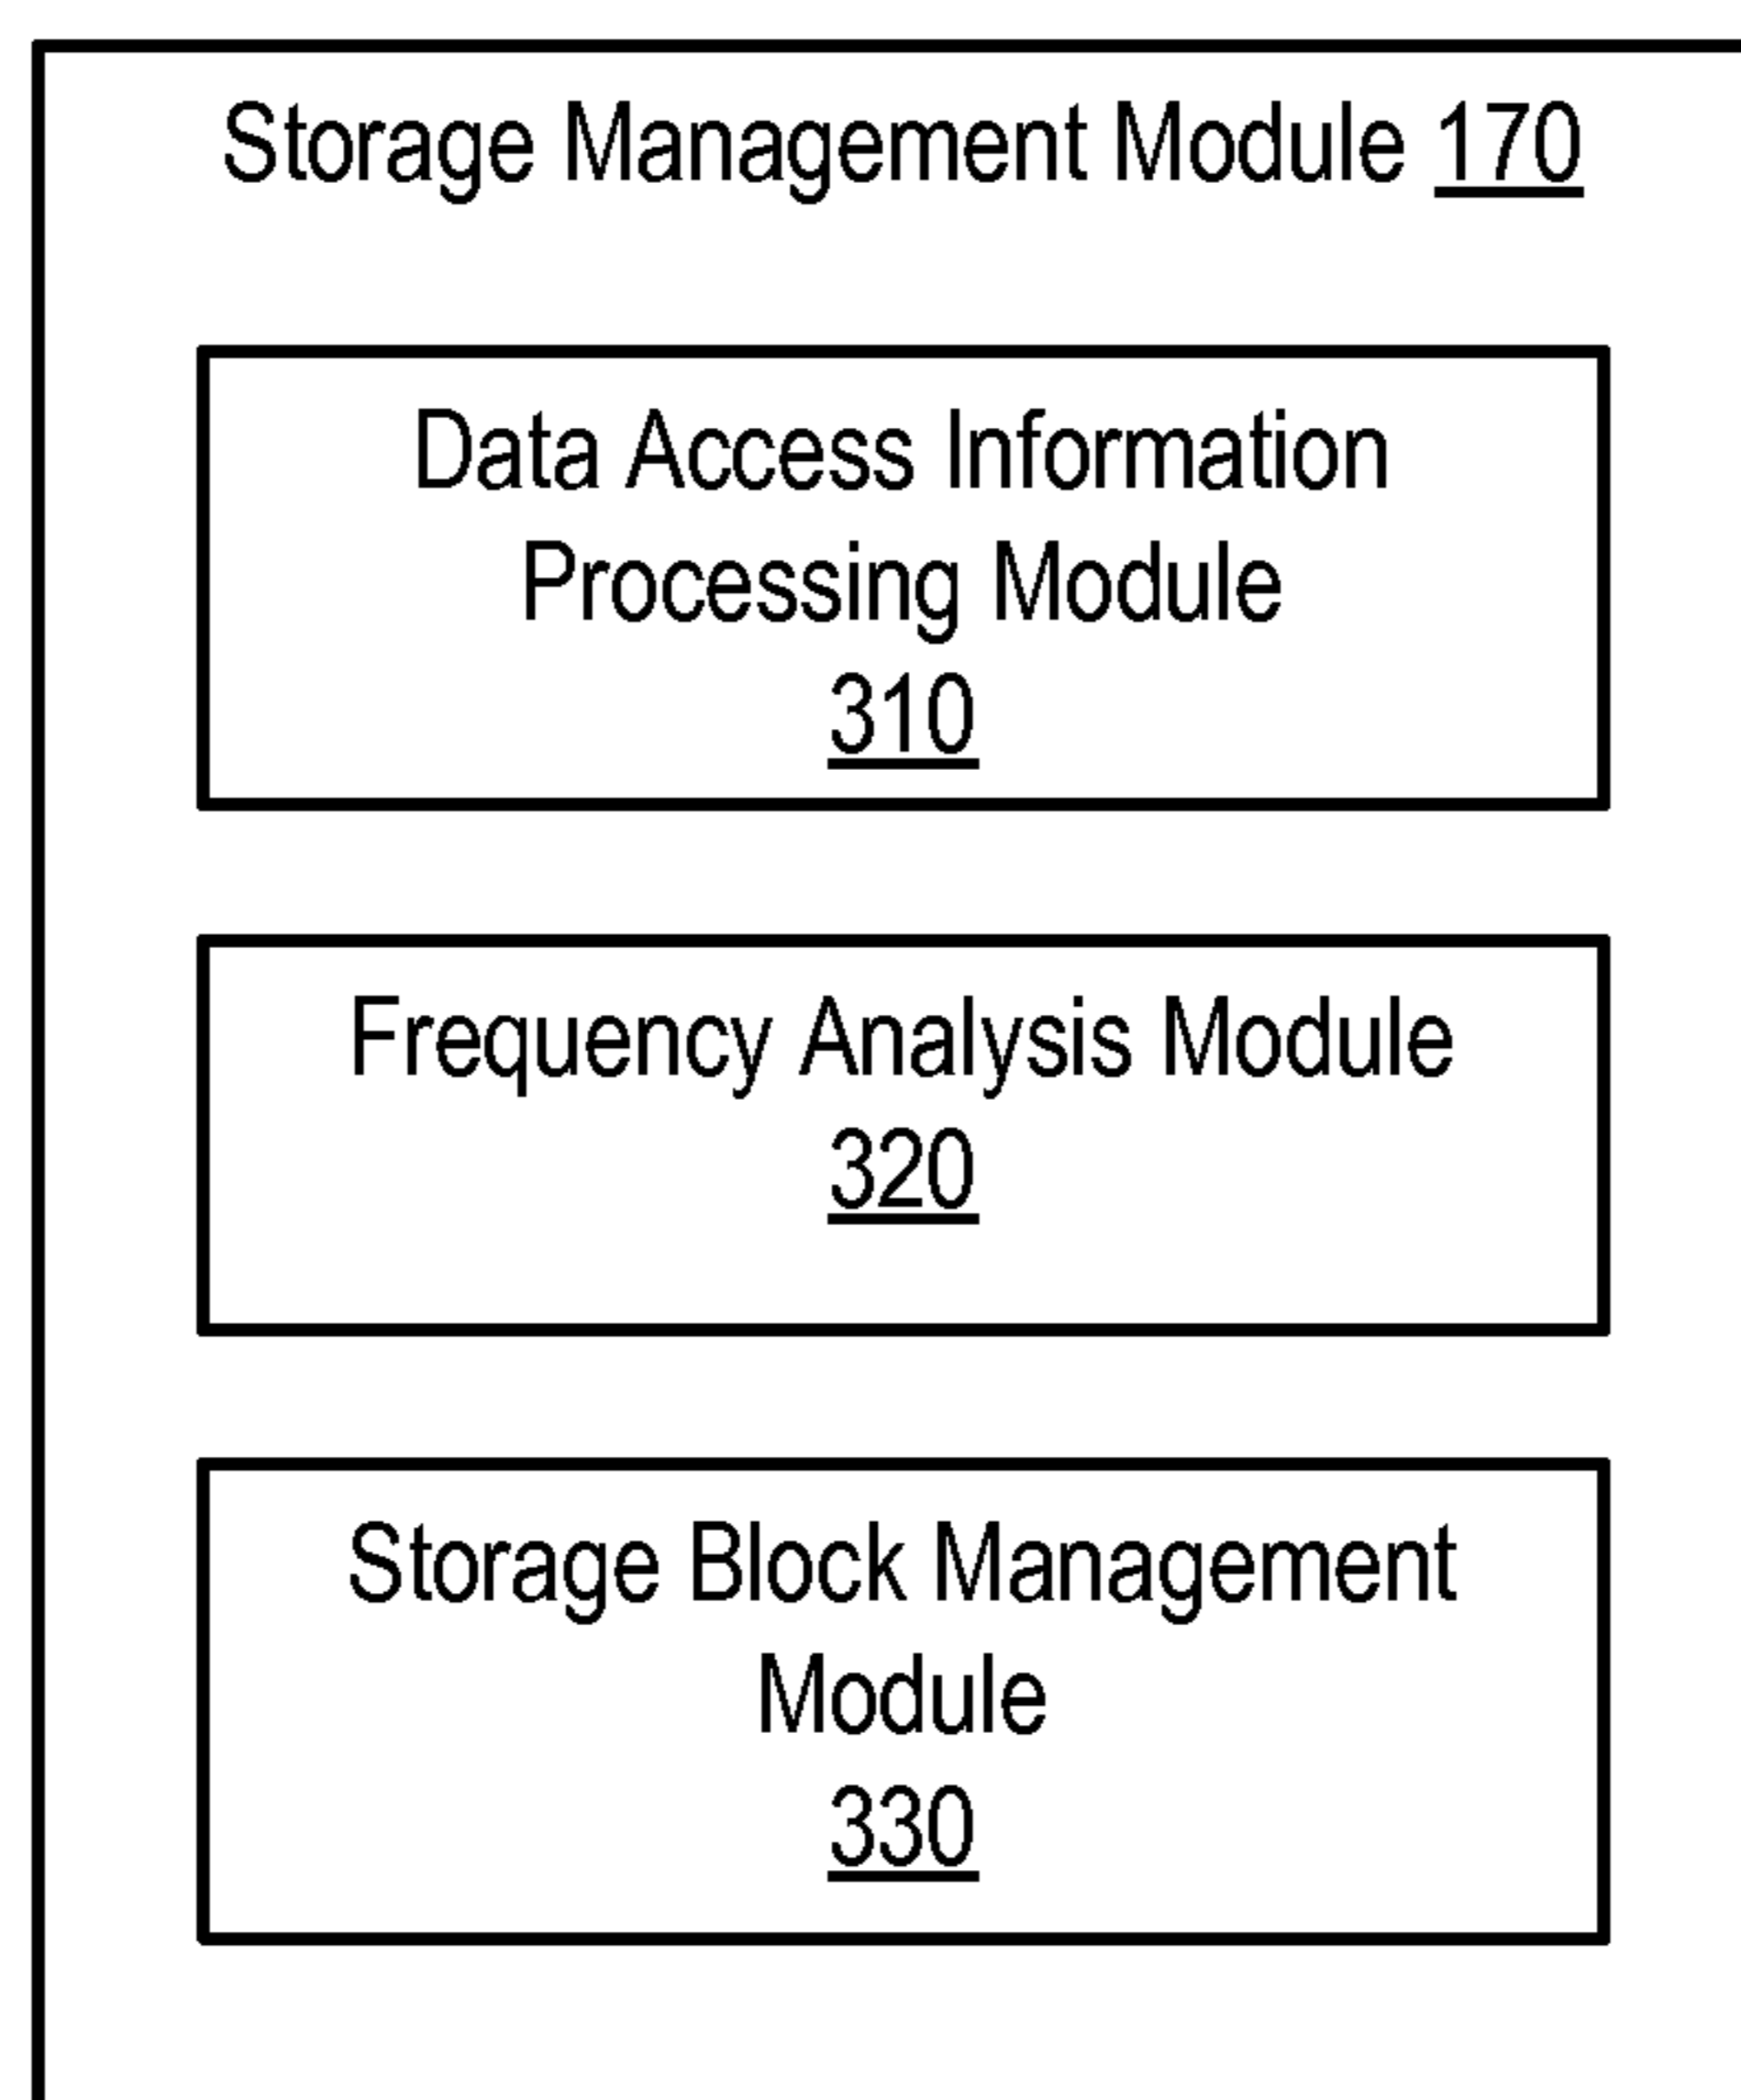 Storage Management Module 170
Data Access Information
Processing Module
310
Frequency Analysis Module
320
Storage Block Management
Module
330